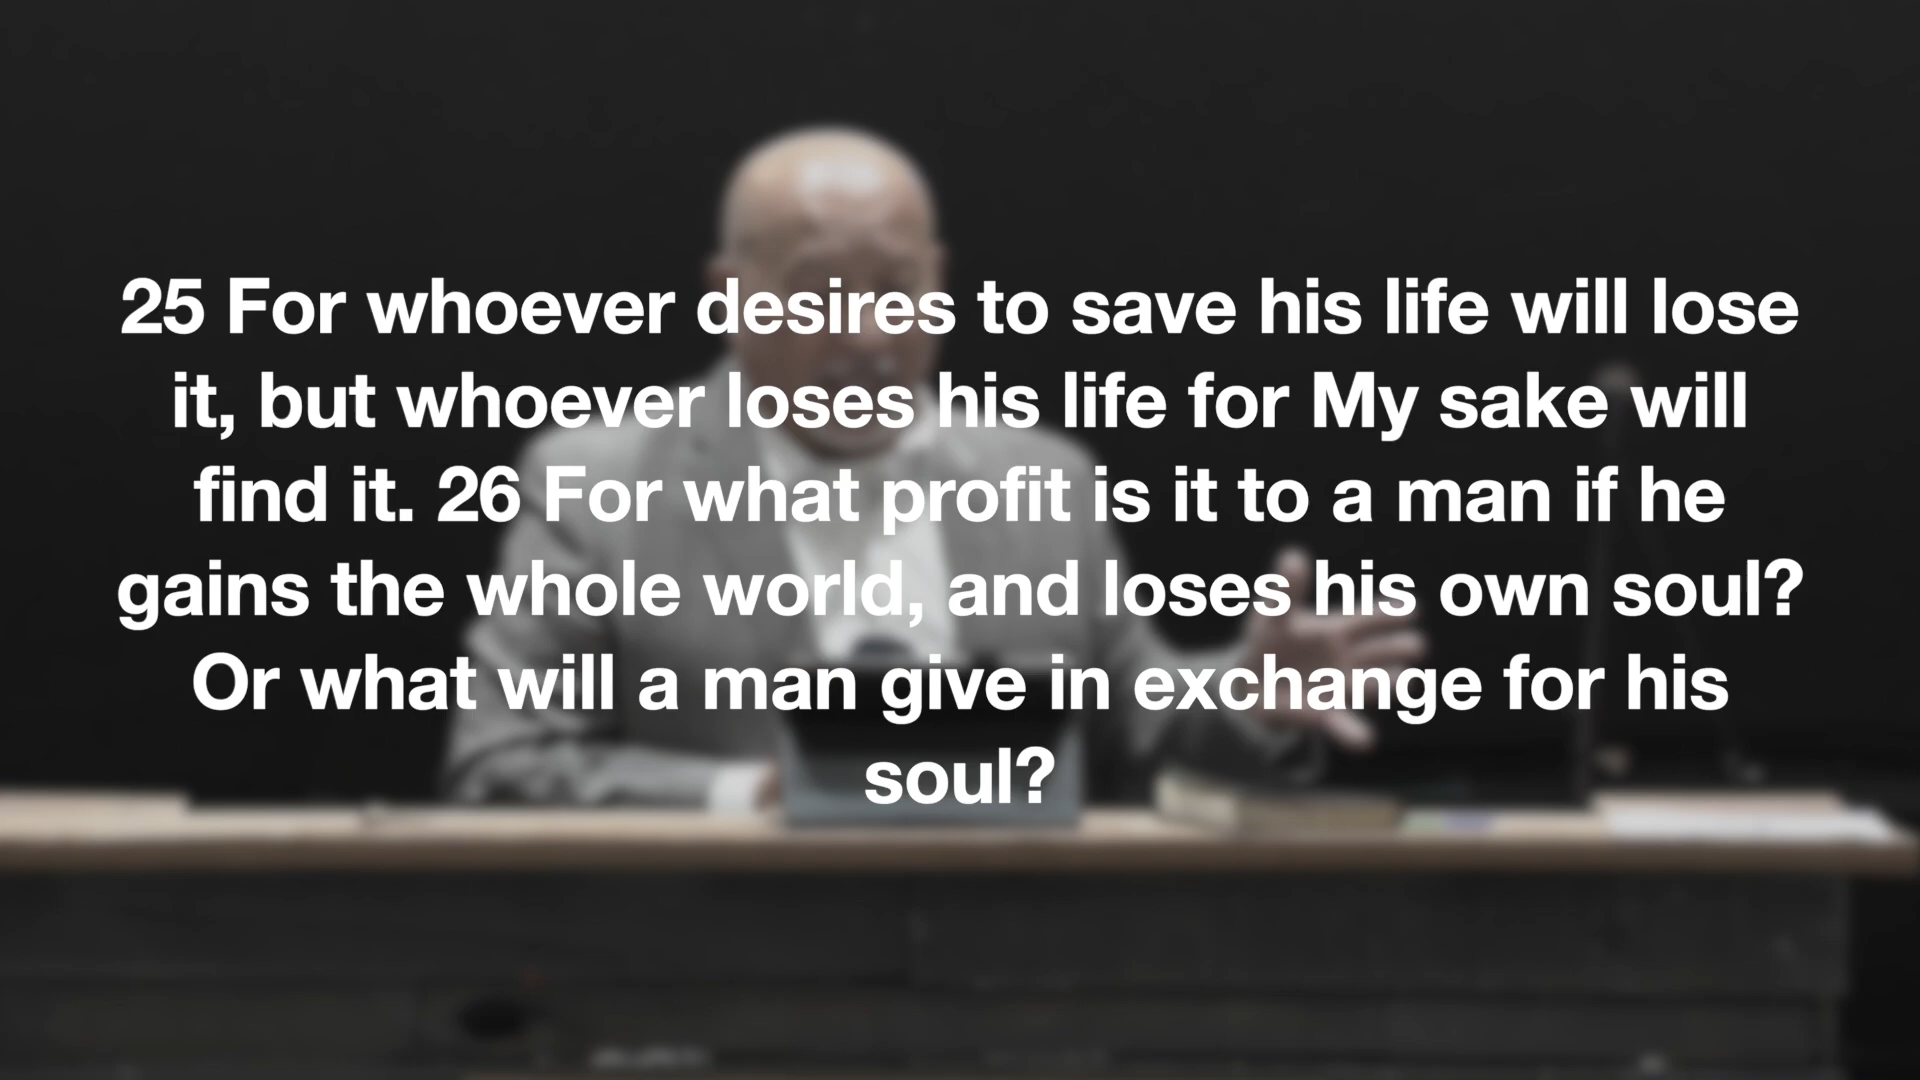 25 For whoever desires to save his life will lose
it, but whoever loses his life for My sake will
find it. 26 For what profit is it to a man if he
gains the whole world, and loses his own soul?
Or what will a man give in exchange for his
soul?